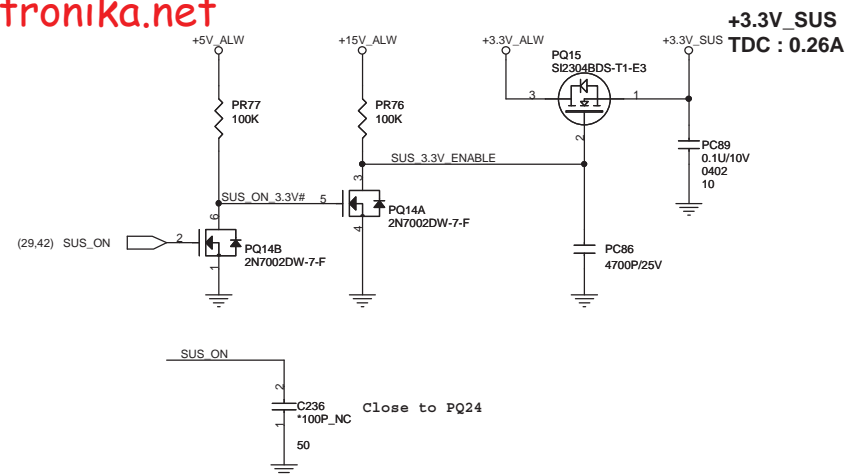 tronika.net
+3.3V_SUS
TDC : 0.26A
+5V_ALW
+15V_ALW
+3.3V_ALW
+3.3V_SUS
PQ15
SI2304BDS-T1-E3
3
1
2
PR77
100K
PR76
100K
PC89
0.1U/10V
0402
10
SUS_3.3V_ENABLE
3
SUS_ON_3.3V#
5
PQ14A
2N7002DW-7-F
4
6
(29,42) SUS_ON
2
PQ14B
2N7002DW-7-F
1
PC86
4700P/25V
SUS_ON
2
C236
*100P_NC
1
50
Close to PQ24